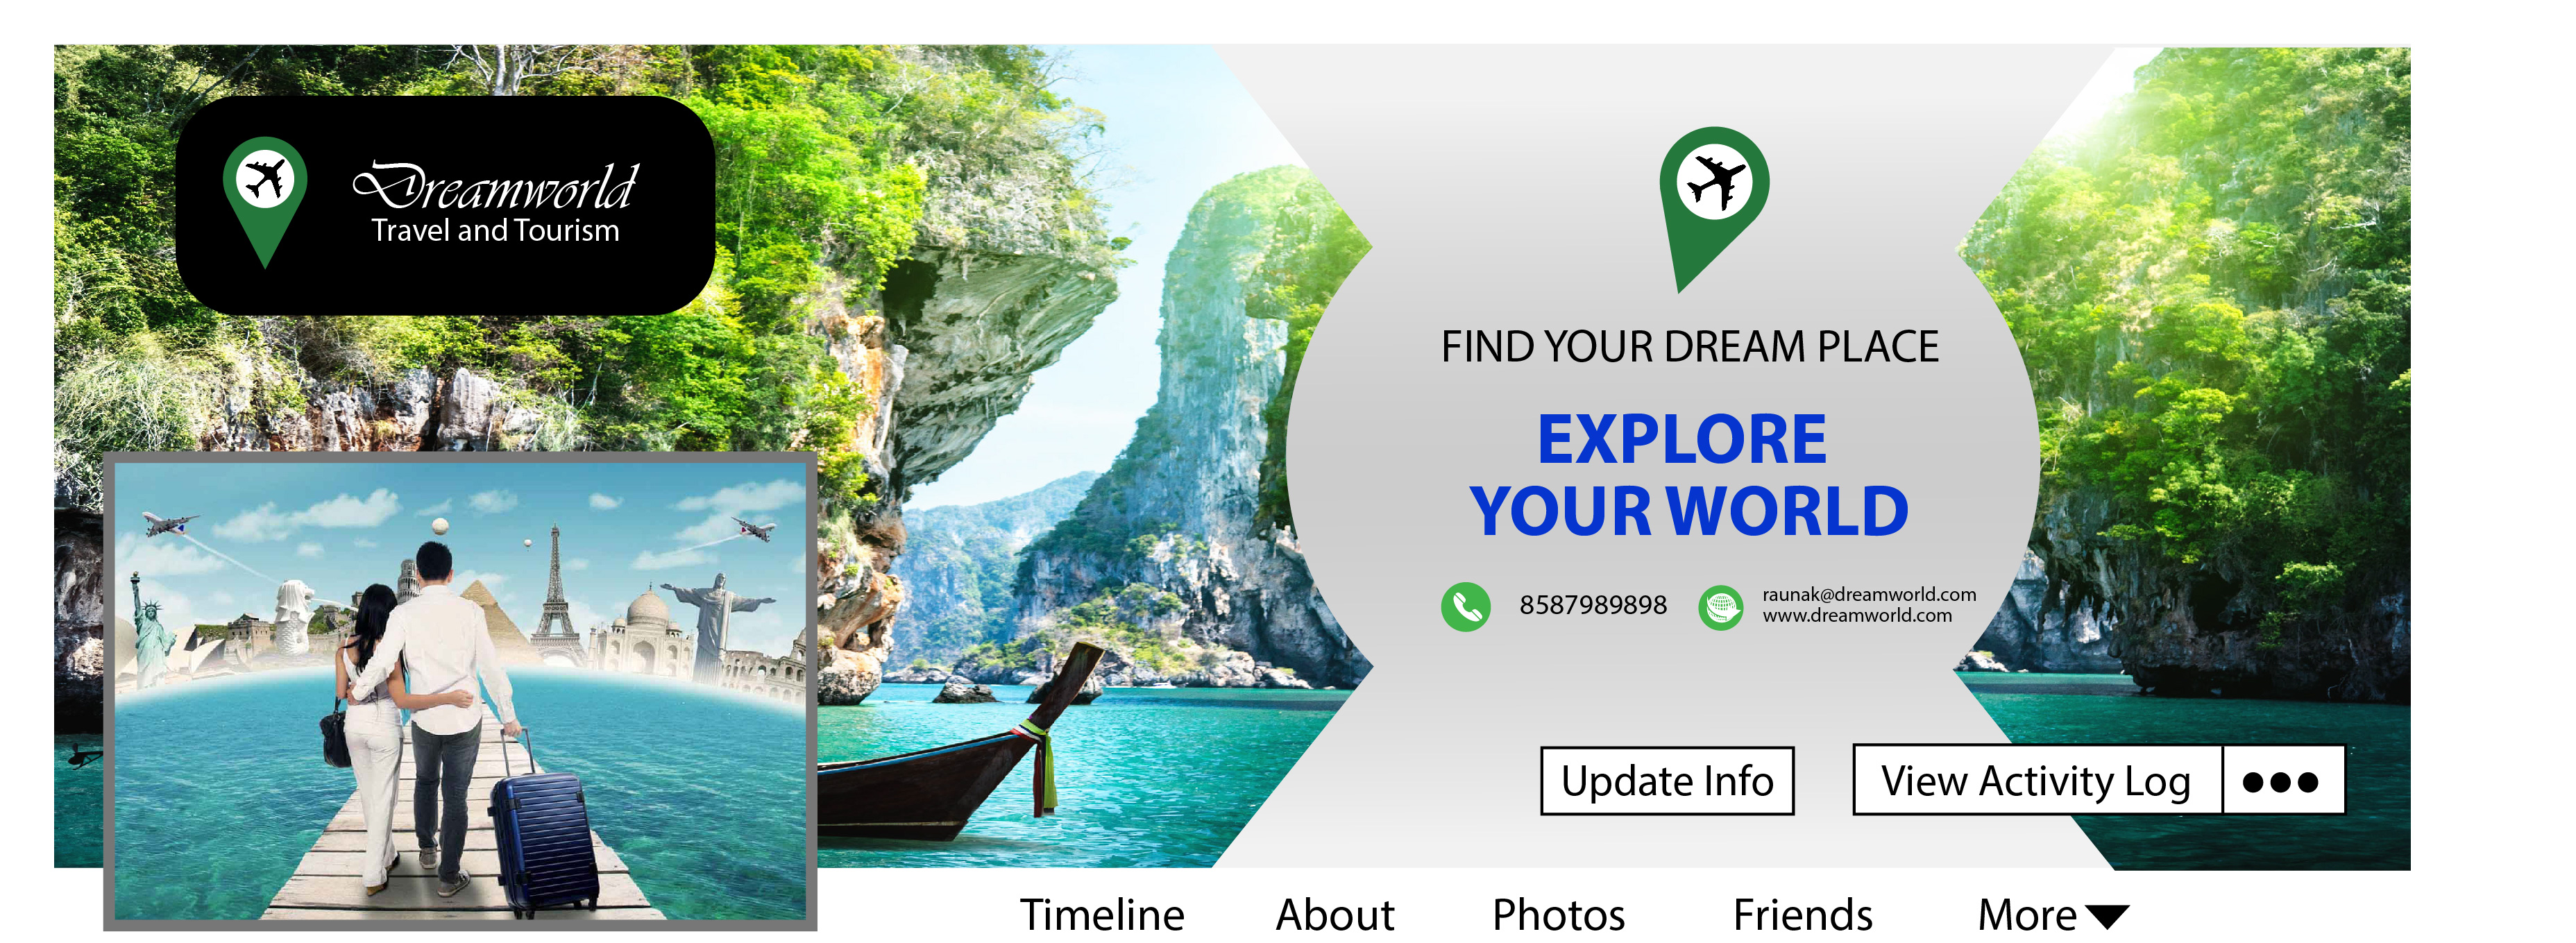 Dreamworld
Travel and Tourism
FIND YOUR DREAM PLACE
EXPLORE
YOUR WORLD
8587989898
raunak@dreamworld.com
www.dreamworld.com
Update Info
View Activity Log
Timeline
About
Photos
Friends
More